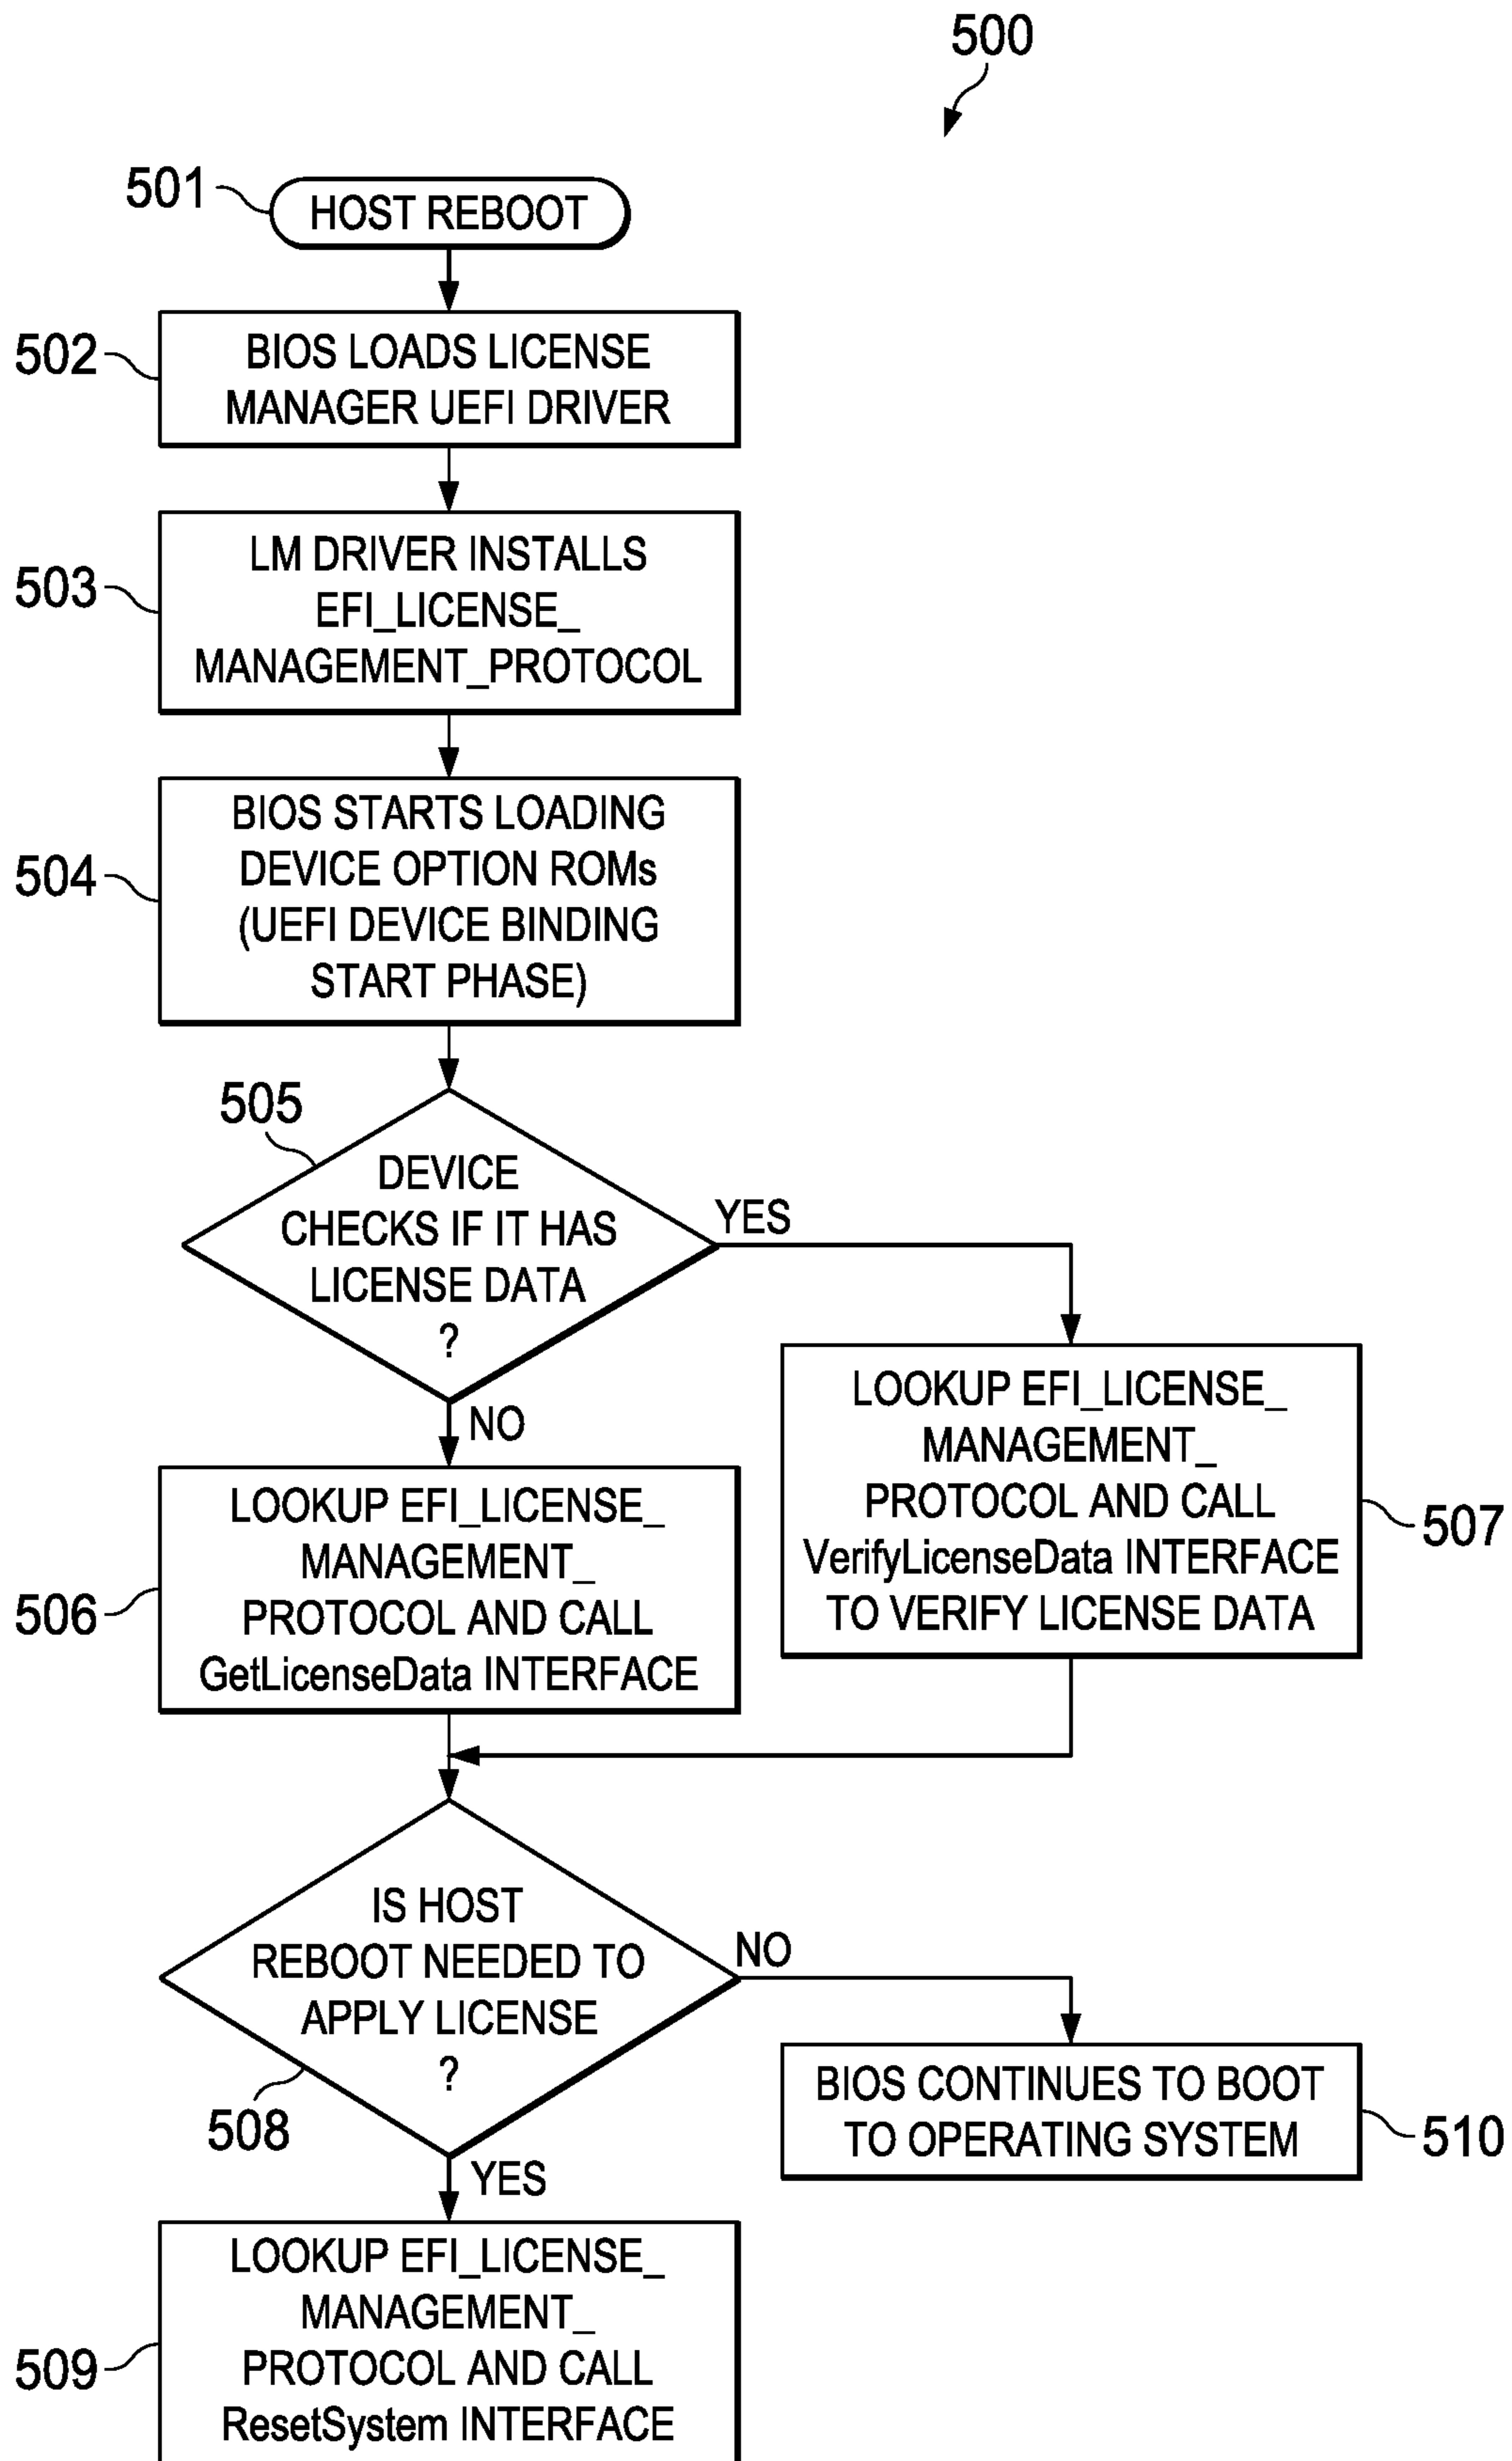 500
501
HOST REBOOT
502
BIOS LOADS LICENSE
MANAGER UEFI DRIVER
503
LM DRIVER INSTALLS
EFI_LICENSE_
MANAGEMENT_PROTOCOL
504
BIOS STARTS LOADING
DEVICE OPTION ROMs
(UEFI DEVICE BINDING
START PHASE)
505
DEVICE
CHECKS IF IT HAS
LICENSE DATA
?
YES
NO
506
LOOKUP EFI_LICENSE_
MANAGEMENT_
PROTOCOL AND CALL
GetLicenseData INTERFACE
LOOKUP EFI_LICENSE_
MANAGEMENT_
PROTOCOL AND CALL
VerifyLicenseData INTERFACE
TO VERIFY LICENSE DATA
507
IS HOST
REBOOT NEEDED TO
APPLY LICENSE
?
508
NO
YES
BIOS CONTINUES TO BOOT
TO OPERATING SYSTEM
510
509
LOOKUP EFI_LICENSE_
MANAGEMENT_
PROTOCOL AND CALL
ResetSystem INTERFACE